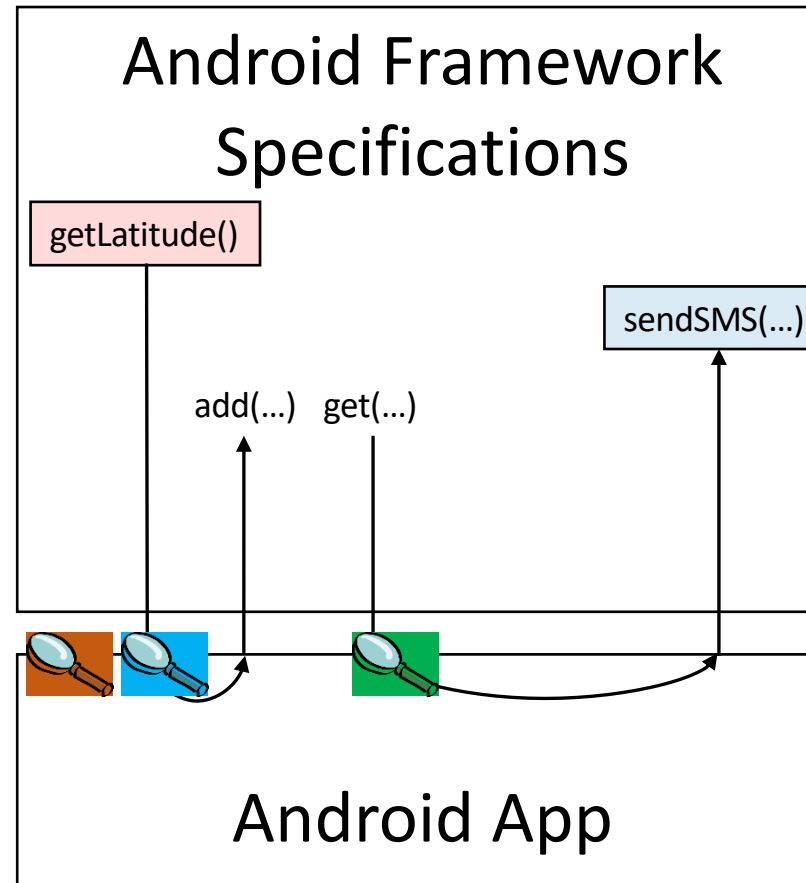 Android Framework
Specifications
getLatitude()
sendSMS(…)
add(…) get(…)
Android App